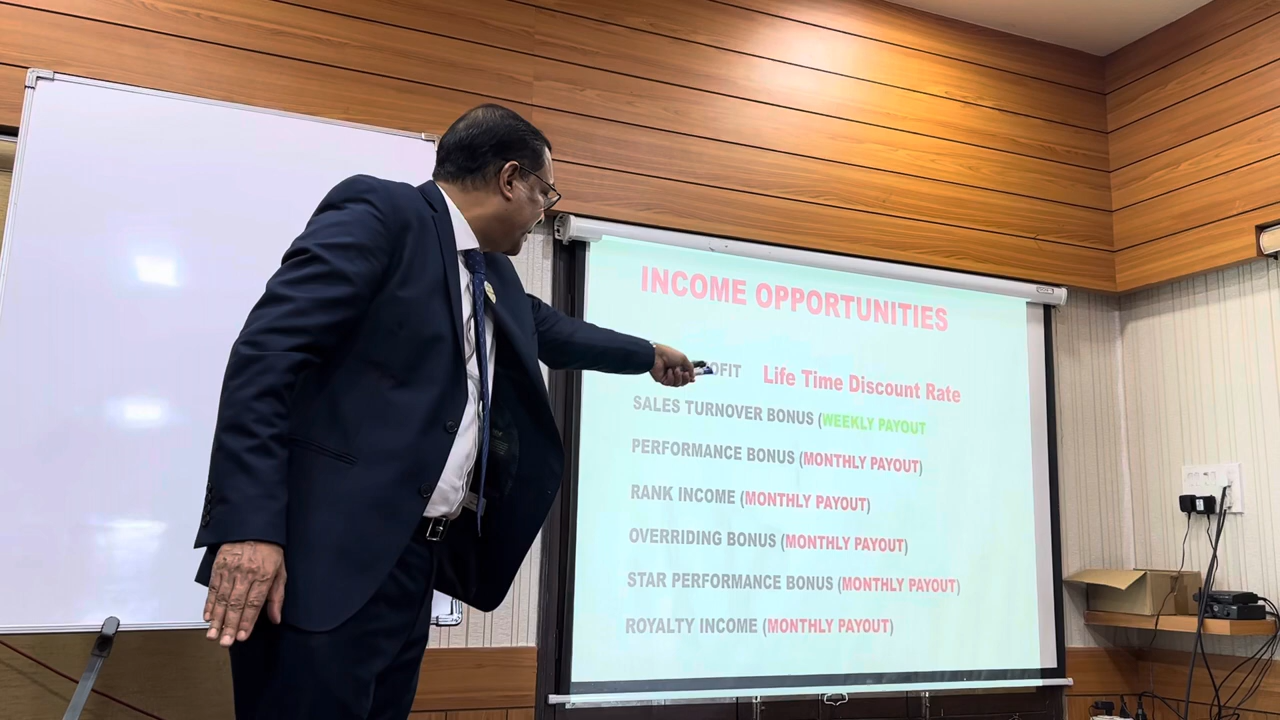 INCOME OPPORTUNITIES
OFIT Life Time Discount Rate
SALES TURNOVER BONUS (WEEKLY PAYOUT
PERFORMANCE BONUS (MONTHLY PAYOUT)
RANK INCOME (MONTHLY PAYOUT)
OVERRIDING BONUS (MONTHLY PAYOUT)
STAR PERFORMANCE BONUS (MONTHLY PAYOUT)
ROYALTY INCOME (MONTHLY PAYOUT)